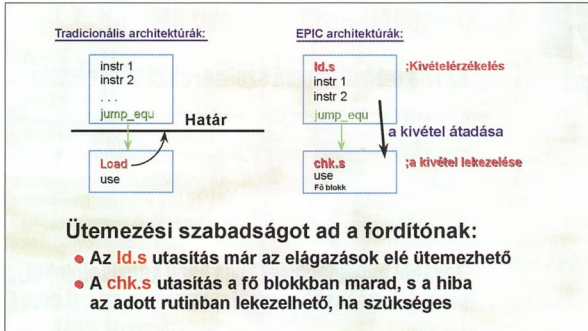 Tradicionális architektúrák:
instr 1
instr 2
. . .
jump_equ
Határ
Load
use
EPIC architektúrák:
ld.s
;Kivételérzékelés
instr 1
instr 2
jump_equ
a kivétel átadása
chk.s
;a kivétel lekezelése
use
Fő blokk
Ütemezési szabadságot ad a fordítónak:
Az ld.s utasítás már az elágazások elé ütemezhető
A chk.s utasítás a fő blokkban marad, s a hiba
az adott rutinban lekezelhető, ha szükséges